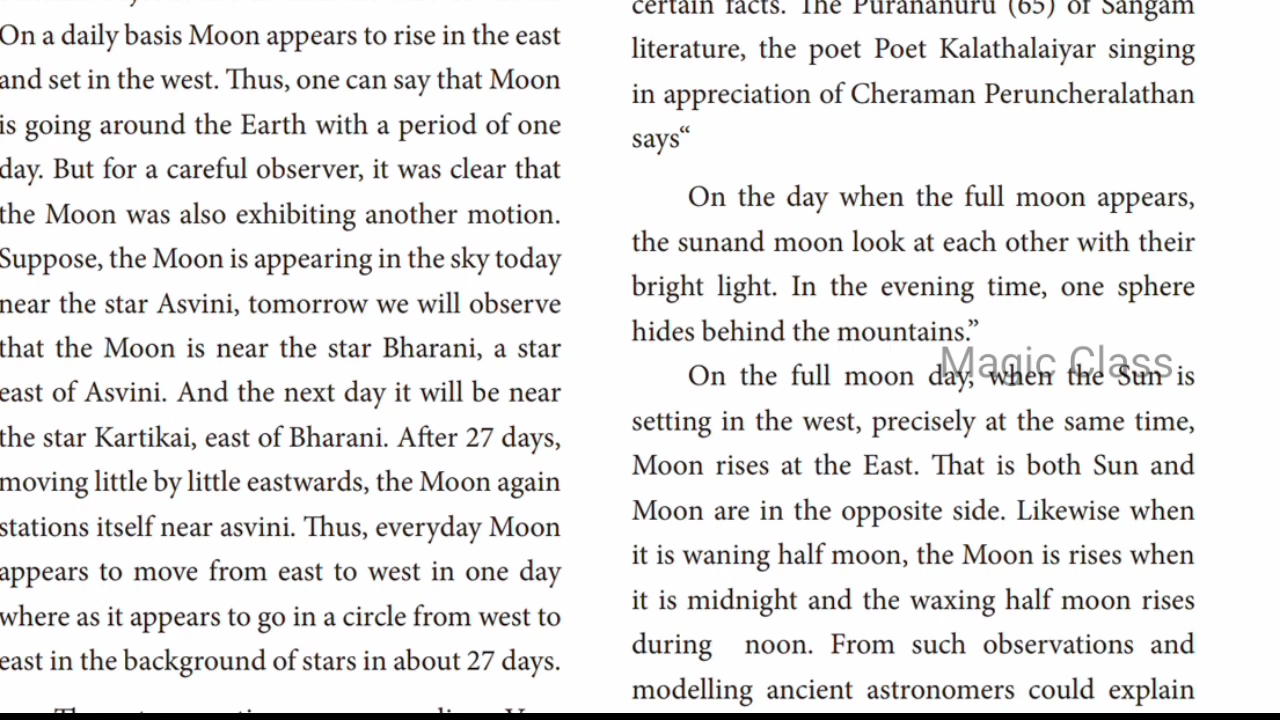 On a daily basis Moon appears to rise in the east
and set in the west. Thus, one can say that Moon
is going around the Earth with a period of one
day. But for a careful observer, it was clear that
the Moon was also exhibiting another motion.
Suppose, the Moon is appearing in the sky today
near the star Asvini, tomorrow we will observe
that the Moon is near the star Bharani, a star
east of Asvini. And the next day it will be near
the star Kartikai, east of Bharani. After 27 days,
moving little by little eastwards, the Moon again
stations itself near asvini. Thus, everyday Moon
appears to move from east to west in one day
where as it appears to go in a circle from west to
east in the background of stars in about 27 days.
certain facts. The Purananuru (65) of Sangam
literature, the poet Poet Kalathalaiyar singing
in appreciation of Cheraman Peruncheralathan
says“
On the day when the full moon appears,
the sunand moon look at each other with their
bright light. In the evening time, one sphere
hides behind the mountains.”
Magic Class
On the full moon day, when the Sun is
setting in the west, precisely at the same time,
Moon rises at the East. That is both Sun and
Moon are in the opposite side. Likewise when
it is waning half moon, the Moon is rises when
it is midnight and the waxing half moon rises
during noon. From such observations and
modelling ancient astronomers could explain